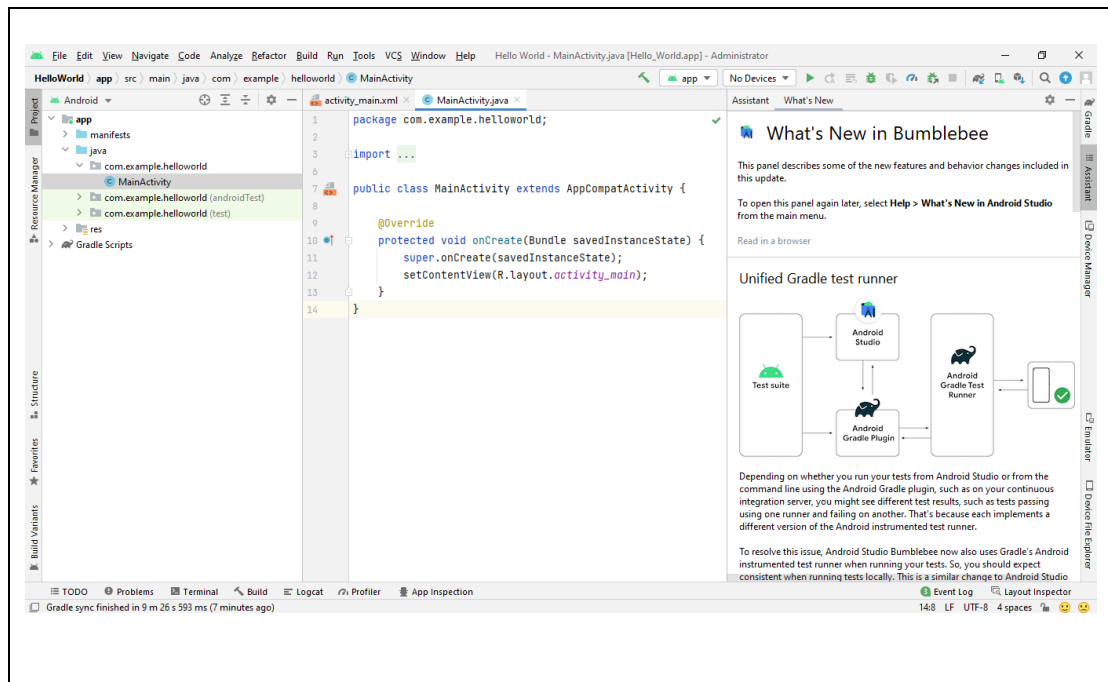 File Edit View Navigate Code Analyze Refactor Build Run Tools VCS Window Help Hello World - MainActivity.java [Hello_World.app] - Administrator
HelloWorld app src main java com example helloworld MainActivity app No Devices
Project
Resource Manager
Structure
Favorites
Build Variants
Android
app
manifests
java
com.example.helloworld
MainActivity
com.example.helloworld (androidTest)
com.example.helloworld (test)
res
Gradle Scripts
activity_main.xml MainActivity.java
1 package com.example.helloworld;
2
3 import ...
6
7 public class MainActivity extends AppCompatActivity {
8
9 @Override
10 protected void onCreate(Bundle savedInstanceState) {
11 super.onCreate(savedInstanceState);
12 setContentView(R.layout.activity_main);
13 }
14 }
Assistant What's New
What's New in Bumblebee
This panel describes some of the new features and behavior changes included in
this update.
To open this panel again later, select Help > What's New in Android Studio
from the main menu.
Read in a browser
Unified Gradle test runner
Test suite
Android
Studio
Android
Gradle Plugin
Android
Gradle Test
Runner
Depending on whether you run your tests from Android Studio or from the
command line using the Android Gradle plugin, such as on your continuous
integration server, you might see different test results, such as tests passing
using one runner and failing on another. That's because each implements a
different version of the Android instrumented test runner.
To resolve this issue, Android Studio Bumblebee now also uses Gradle's Android
instrumented test runner when running your tests. So, you should expect
consistent when running tests locally. This is a similar change to Android Studio
Gradle
Assistant
Device Manager
Emulator
Device File Explorer
TODO Problems Terminal Build Logcat Profiler App Inspection 3 Event Log Layout Inspector
Gradle sync finished in 9 m 26 s 593 ms (7 minutes ago) 14:8 LF UTF-8 4 spaces